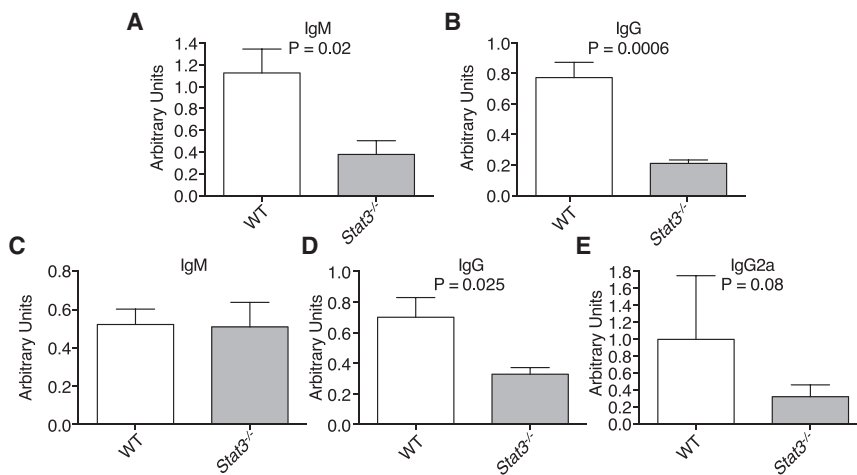 A
IgM
P = 0.02
Arbitrary Units
1.4
1.2
1.0
0.8
0.6
0.4
0.2
0.0
WT
Stat3-/-
B
IgG
P = 0.0006
Arbitrary Units
1.0
0.8
0.6
0.4
0.2
0.0
WT
Stat3-/-
C
IgM
Arbitrary Units
0.8
0.6
0.4
0.2
0.0
WT
Stat3-/-
D
IgG
P = 0.025
Arbitrary Units
1.0
0.8
0.6
0.4
0.2
0.0
WT
Stat3-/-
E
IgG2a
P = 0.08
Arbitrary Units
1.8
1.6
1.4
1.2
1.0
0.8
0.6
0.4
0.2
0.0
WT
Stat3-/-